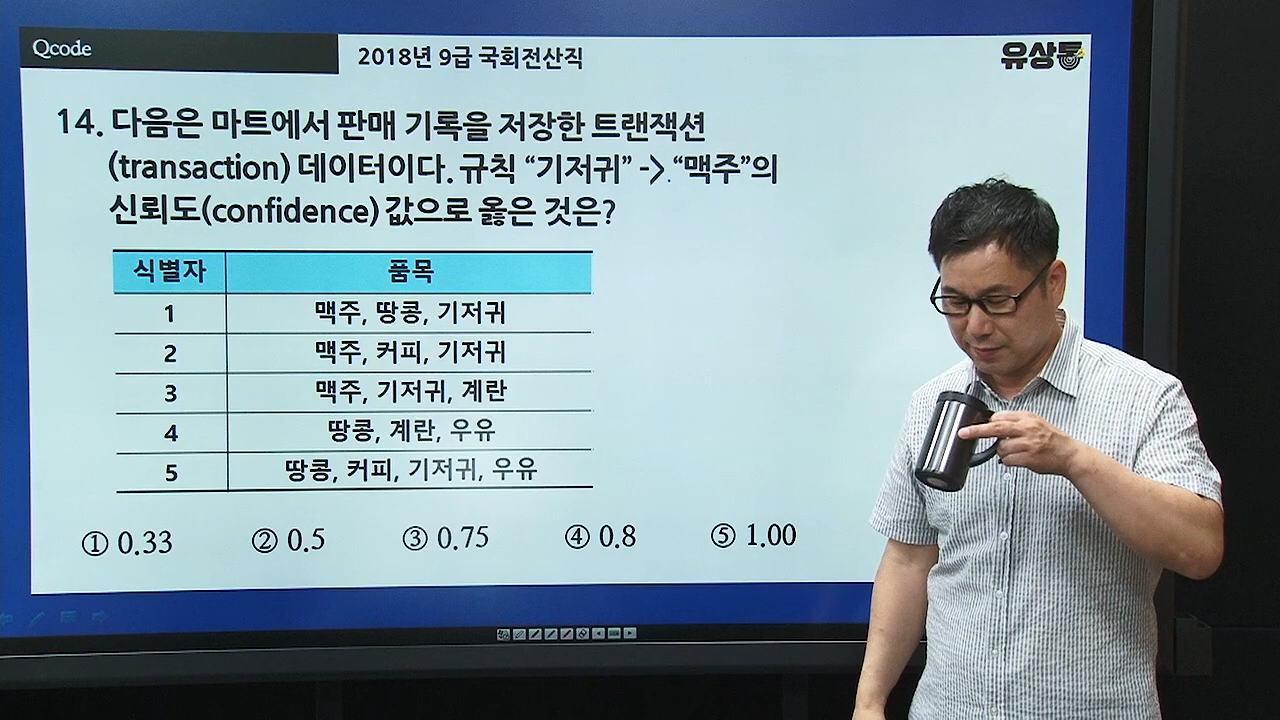 Qcode
2018년 9급 국회전산직
유상통
14. 다음은 마트에서 판매 기록을 저장한 트랜잭션
(transaction) 데이터이다. 규칙 “기저귀” -> “맥주”의
신뢰도(confidence) 값으로 옳은 것은?
식별자 품목
1 맥주, 땅콩, 기저귀
2 맥주, 커피, 기저귀
3 맥주, 기저귀, 계란
4 땅콩, 계란, 우유
5 땅콩, 커피, 기저귀, 우유
① 0.33 ② 0.5 ③ 0.75 ④ 0.8 ⑤ 1.00